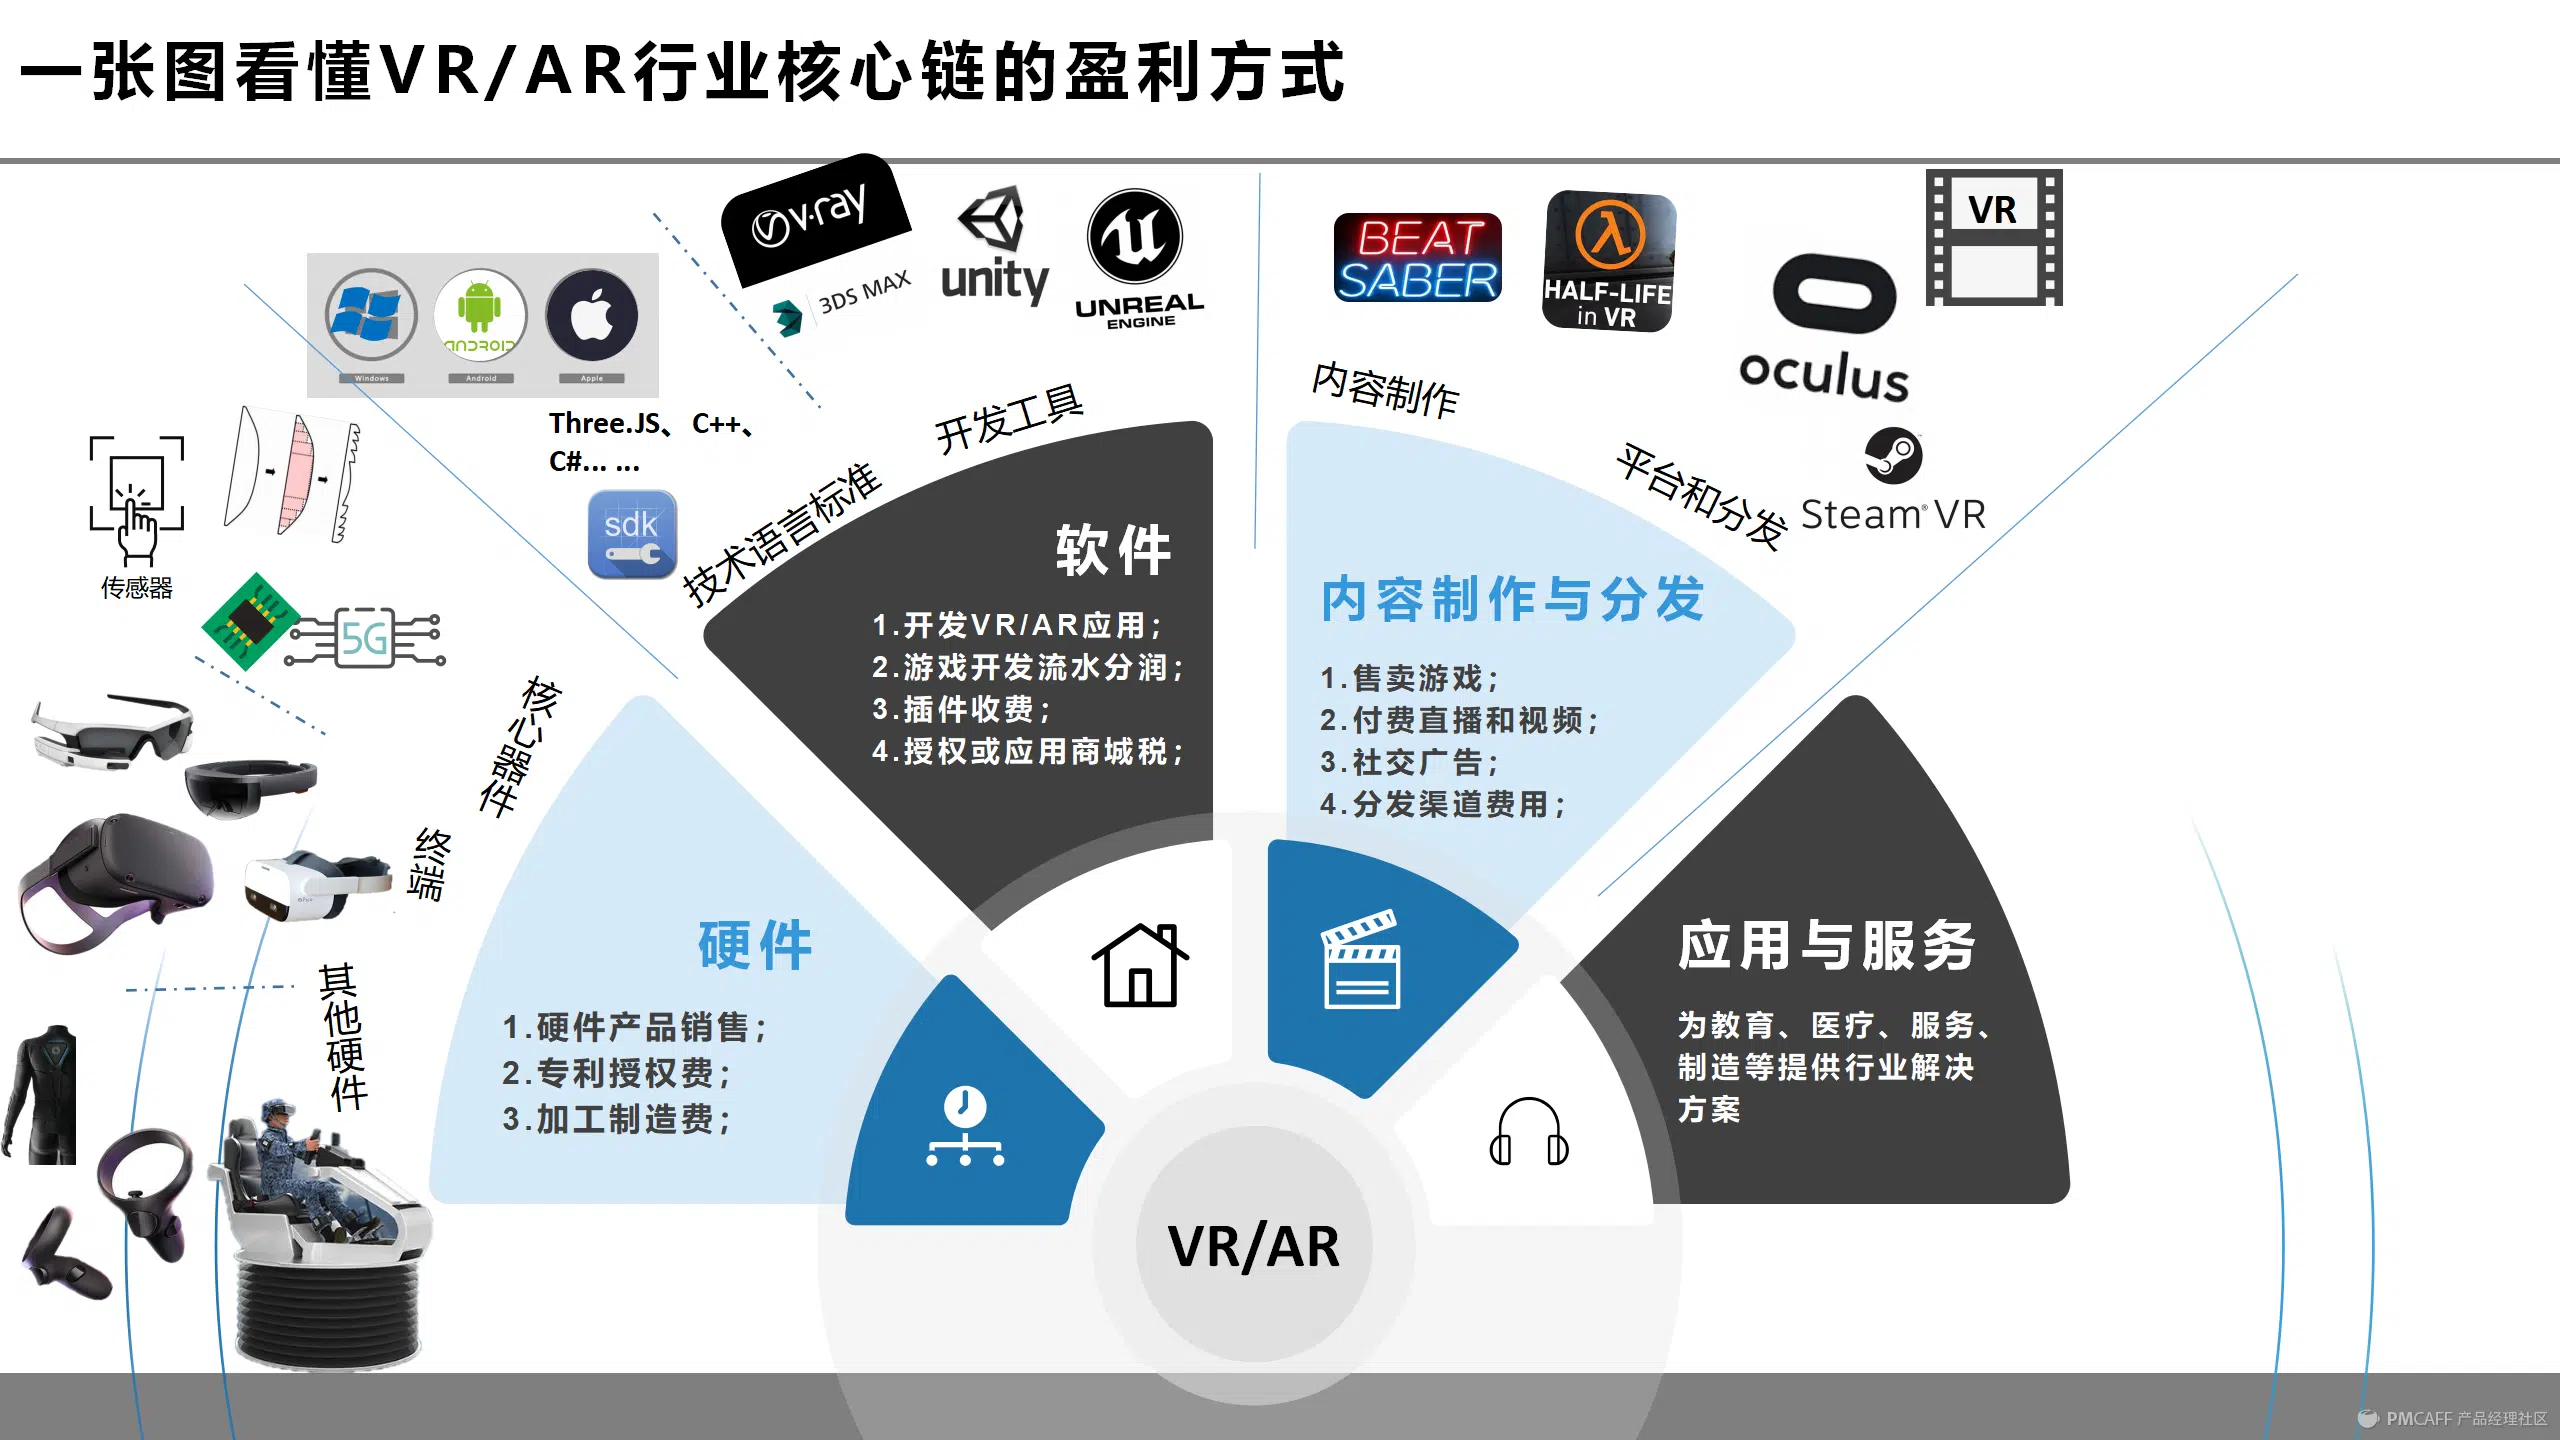 一张图看懂VR/AR行业核心链的盈利方式
v·ray
3DS MAX
unity
UNREAL
ENGINE
BEAT
SABER
HALF-LIFE
in VR
oculus
VR
Steam®VR
Windows
ANDROID
Android
Apple
Three.JS、C++、
C#... ...
sdk
传感器
5G
核心器件
终端
其他硬件
技术语言标准
开发工具
内容制作
平台和分发
硬件
1.硬件产品销售；
2.专利授权费；
3.加工制造费；
软件
1.开发VR/AR应用；
2.游戏开发流水分润；
3.插件收费；
4.授权或应用商城税；
内容制作与分发
1.售卖游戏；
2.付费直播和视频；
3.社交广告；
4.分发渠道费用；
应用与服务
为教育、医疗、服务、
制造等提供行业解决
方案
VR/AR
PMCAFF 产品经理社区